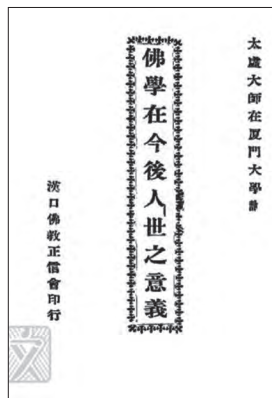 太虛大師在厦門大學講
佛學在今後人世之意義
漢口佛教正信會印行